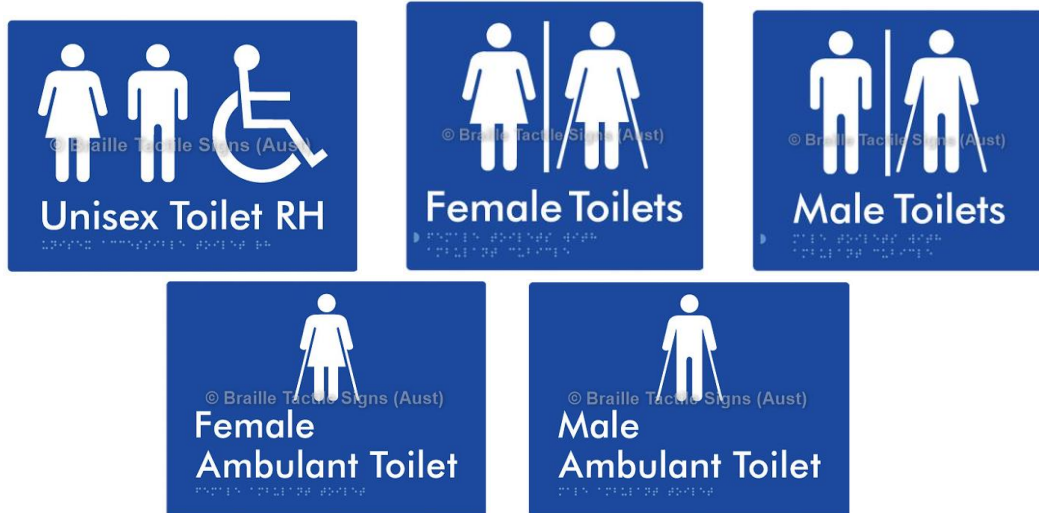 © Braille Tactile Signs (Aust)
Unisex Toilet RH
⠥⠝⠊⠎⠑⠭ ⠁⠉⠉⠑⠎⠎⠊⠃⠇⠑ ⠞⠕⠊⠇⠑⠞ ⠗⠓
© Braille Tactile Signs (Aust)
Female Toilets
⠋⠑⠍⠁⠇⠑ ⠞⠕⠊⠇⠑⠞⠎ ⠺⠊⠞⠓
⠁⠍⠃⠥⠇⠁⠝⠞ ⠉⠥⠃⠊⠉⠇⠑
© Braille Tactile Signs (Aust)
Male Toilets
⠍⠁⠇⠑ ⠞⠕⠊⠇⠑⠞⠎ ⠺⠊⠞⠓
⠁⠍⠃⠥⠇⠁⠝⠞ ⠉⠥⠃⠊⠉⠇⠑
© Braille Tactile Signs (Aust)
Female
Ambulant Toilet
⠋⠑⠍⠁⠇⠑ ⠁⠍⠃⠥⠇⠁⠝⠞ ⠞⠕⠊⠇⠑⠞
© Braille Tactile Signs (Aust)
Male
Ambulant Toilet
⠍⠁⠇⠑ ⠁⠍⠃⠥⠇⠁⠝⠞ ⠞⠕⠊⠇⠑⠞